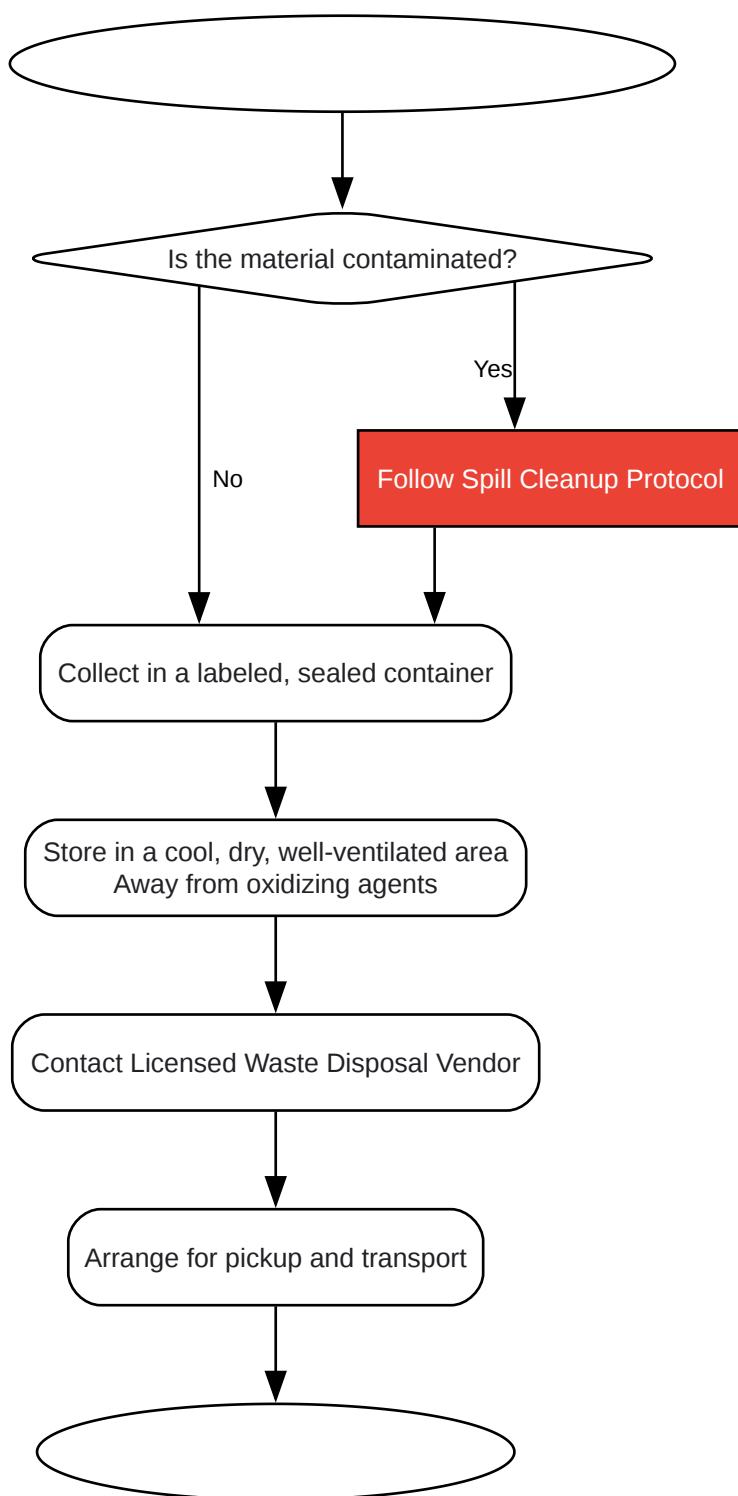 Is the material contaminated?
Yes
Follow Spill Cleanup Protocol
No
Collect in a labeled, sealed container
Store in a cool, dry, well-ventilated area
Away from oxidizing agents
Contact Licensed Waste Disposal Vendor
Arrange for pickup and transport